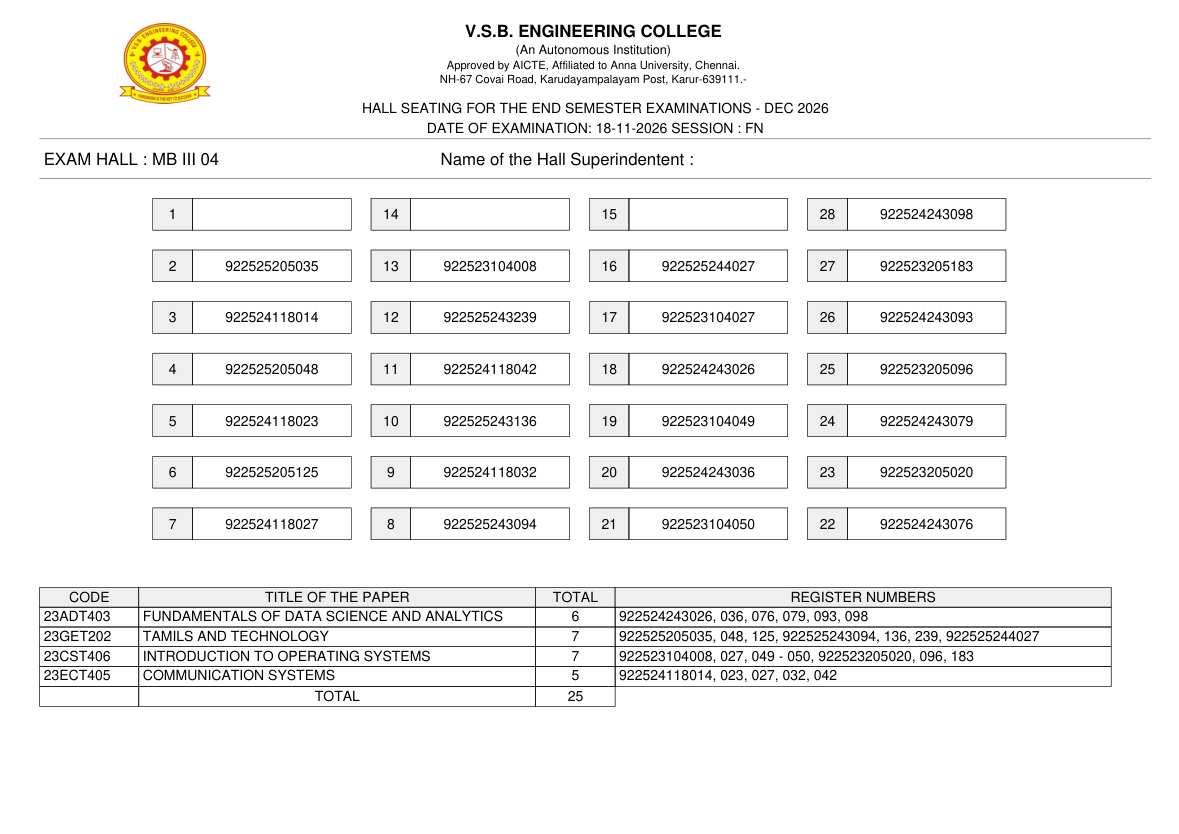 V.S.B. ENGINEERING COLLEGE
(An Autonomous Institution)
Approved by AICTE, Affiliated to Anna University, Chennai.
NH-67 Covai Road, Karudayampalayam Post, Karur-639111.-
HALL SEATING FOR THE END SEMESTER EXAMINATIONS - DEC 2026
DATE OF EXAMINATION: 18-11-2026 SESSION : FN
EXAM HALL : MB III 04 Name of the Hall Superintendent :
1 14 15 28 922524243098
2 922525205035 13 922523104008 16 922525244027 27 922523205183
3 922524118014 12 922525243239 17 922523104027 26 922524243093
4 922525205048 11 922524118042 18 922524243026 25 922523205096
5 922524118023 10 922525243136 19 922523104049 24 922524243079
6 922525205125 9 922524118032 20 922524243036 23 922523205020
7 922524118027 8 922525243094 21 922523104050 22 922524243076
CODE TITLE OF THE PAPER TOTAL REGISTER NUMBERS
23ADT403 FUNDAMENTALS OF DATA SCIENCE AND ANALYTICS 6 922524243026, 036, 076, 079, 093, 098
23GET202 TAMILS AND TECHNOLOGY 7 922525205035, 048, 125, 922525243094, 136, 239, 922525244027
23CST406 INTRODUCTION TO OPERATING SYSTEMS 7 922523104008, 027, 049 - 050, 922523205020, 096, 183
23ECT405 COMMUNICATION SYSTEMS 5 922524118014, 023, 027, 032, 042
TOTAL 25